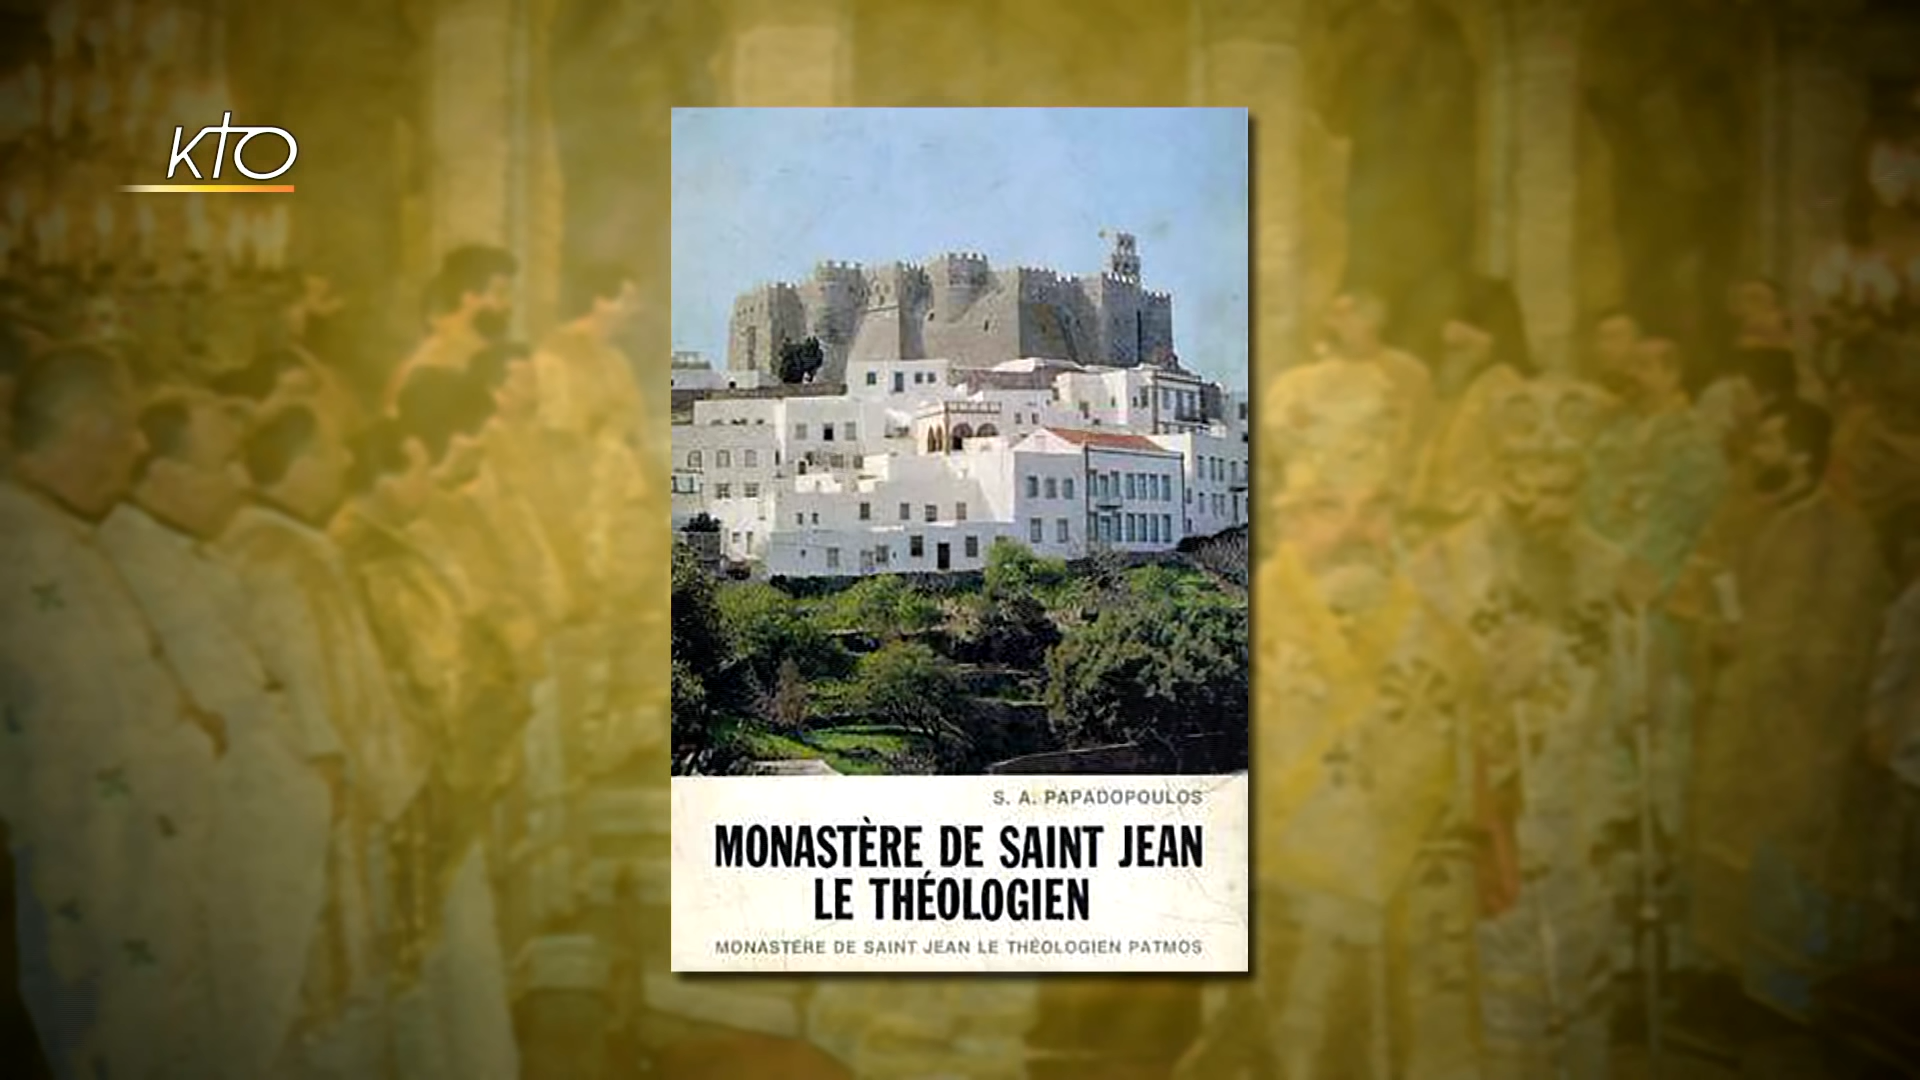 KTO
S. A. PAPADOPOULOS
MONASTÈRE DE SAINT JEAN
LE THÉOLOGIEN
MONASTÈRE DE SAINT JEAN LE THÉOLOGIEN PATMOS